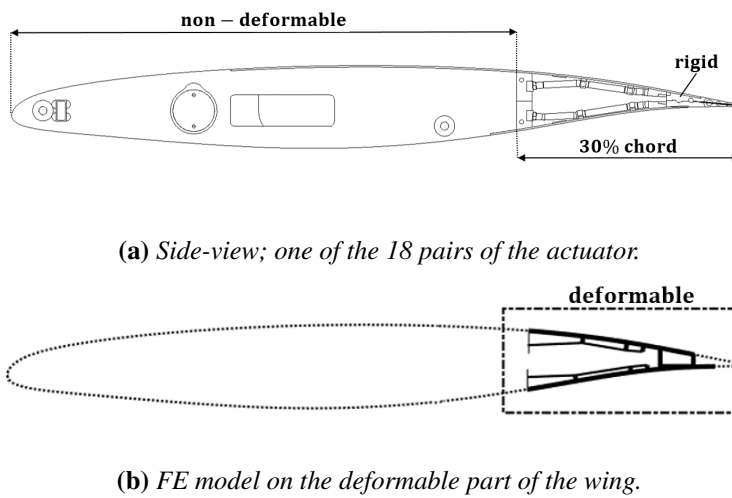 non – deformable
rigid
30% chord
(a) Side-view; one of the 18 pairs of the actuator.
deformable
(b) FE model on the deformable part of the wing.